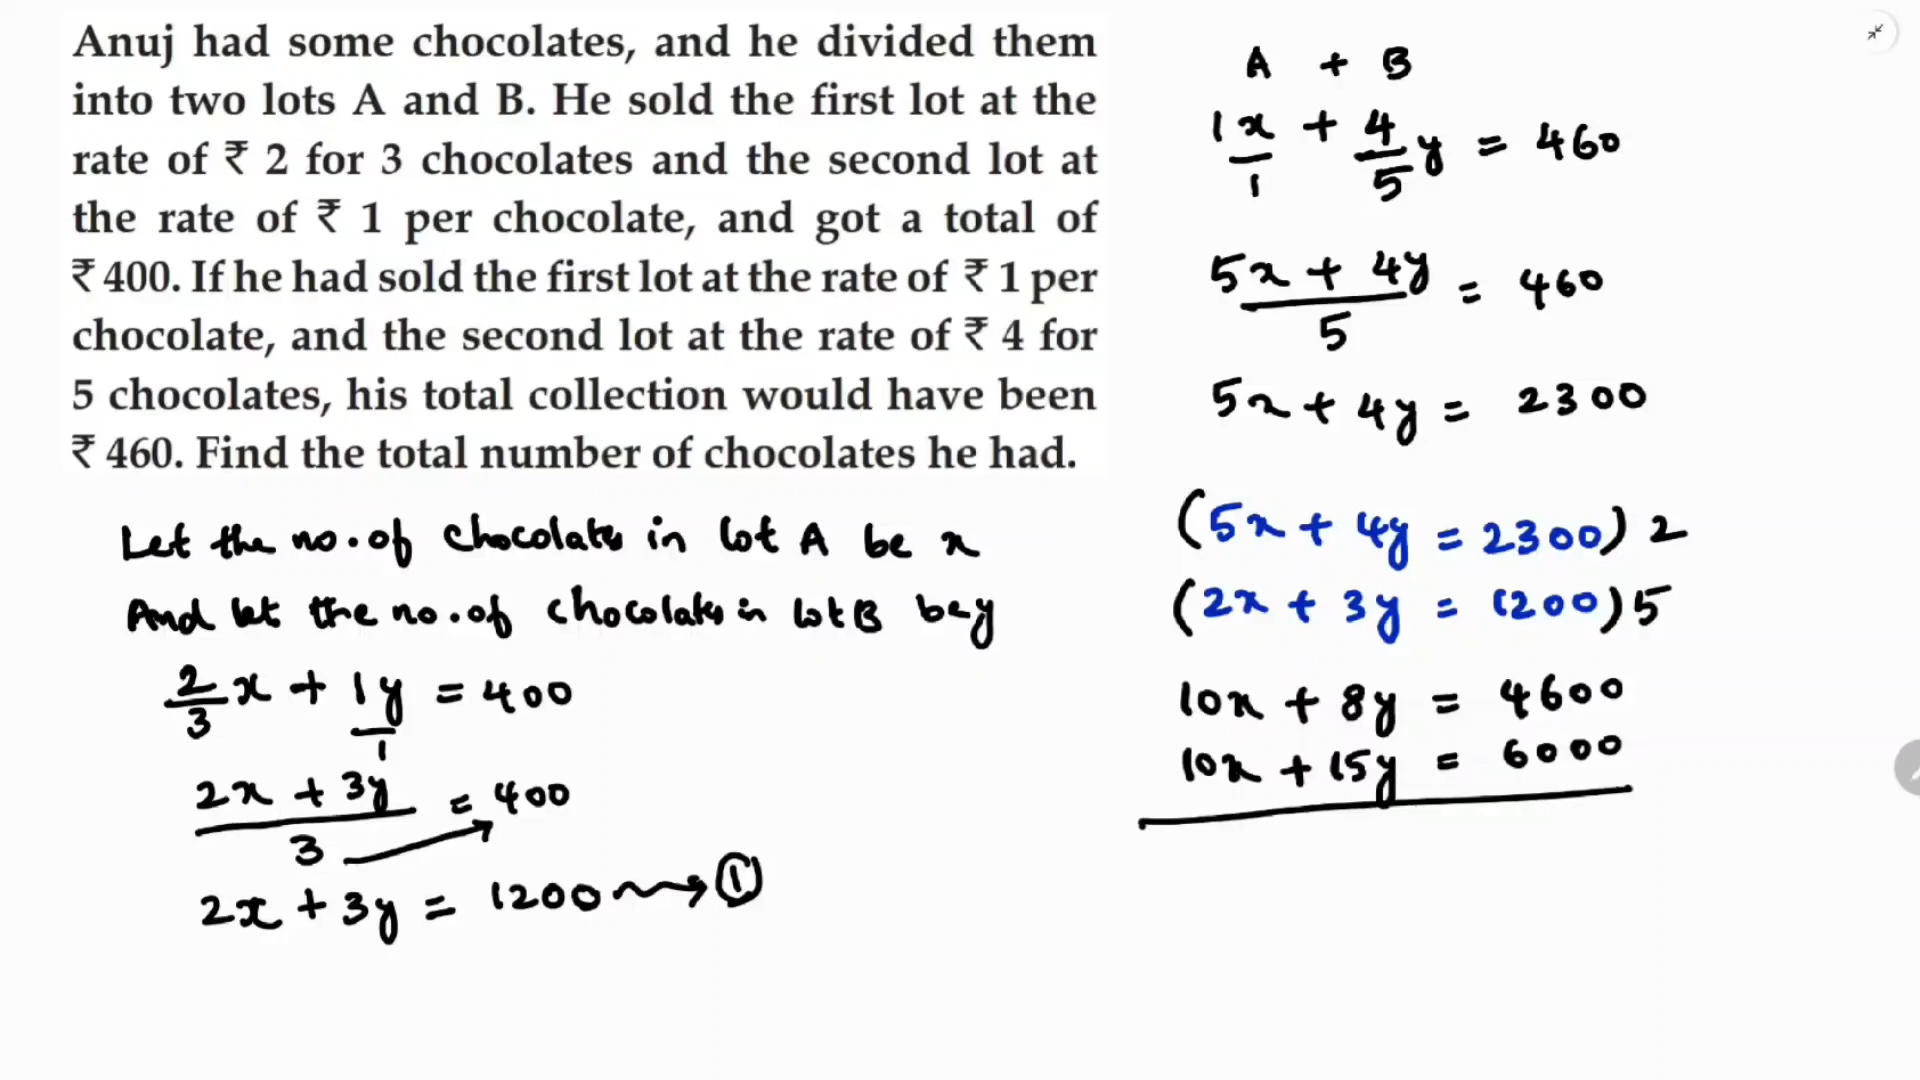 Anuj had some chocolates, and he divided them
into two lots A and B. He sold the first lot at the
rate of ₹ 2 for 3 chocolates and the second lot at
the rate of ₹ 1 per chocolate, and got a total of
₹ 400. If he had sold the first lot at the rate of ₹ 1 per
chocolate, and the second lot at the rate of ₹ 4 for
5 chocolates, his total collection would have been
₹ 460. Find the total number of chocolates he had.
Let the no. of chocolates in lot A be x
And let the no. of chocolates in lot B be y
2/3 x + 1y/1 = 400
2x + 3y / 3 = 400
2x + 3y = 1200 → ①
A + B
1x/1 + 4/5 y = 460
5x + 4y / 5 = 460
5x + 4y = 2300
(5x + 4y = 2300) 2
(2x + 3y = 1200) 5
10x + 8y = 4600
10x + 15y = 6000